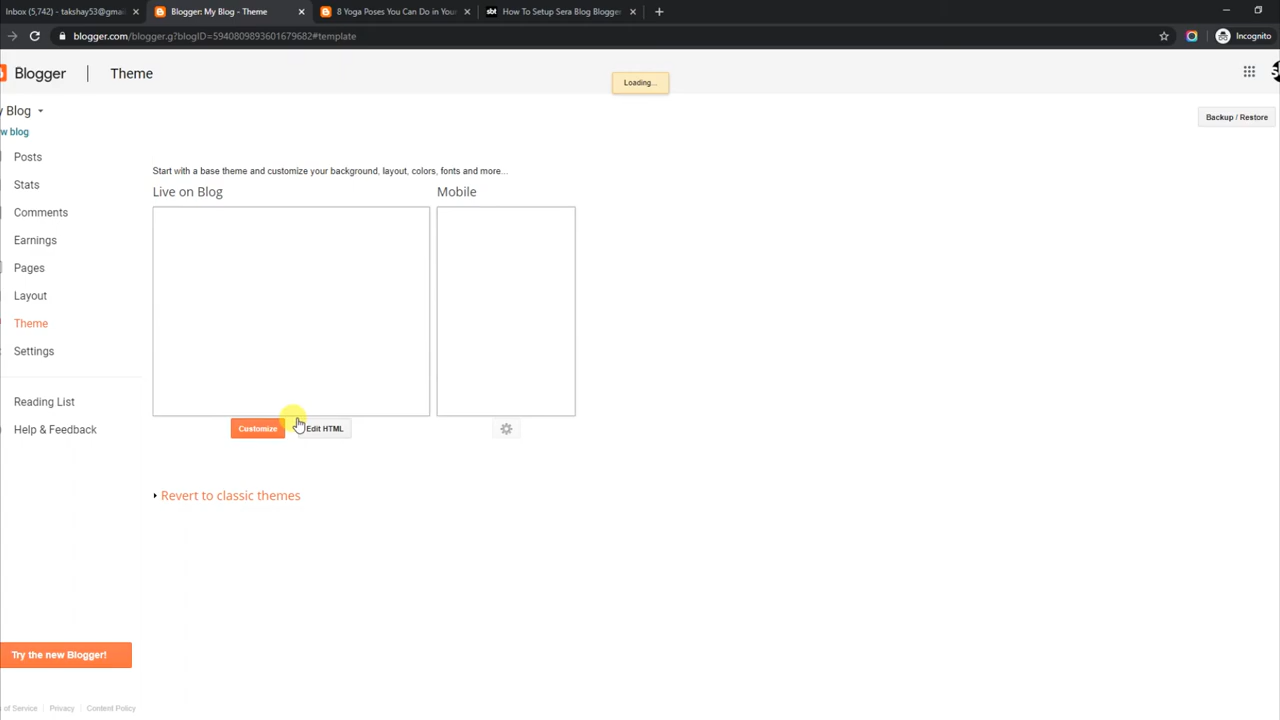 Inbox (5,742) - takshay53@gmai
Blogger: My Blog - Theme
8 Yoga Poses You Can Do in Your
sbt
How To Setup Sera Blog Blogger
blogger.com/blogger.g?blogID=5940809893601679682#template
Incognito
Blogger
Theme
Loading...
y Blog
w blog
Backup / Restore
Posts
Stats
Comments
Earnings
Pages
Layout
Theme
Settings
Reading List
Help & Feedback
Start with a base theme and customize your background, layout, colors, fonts and more...
Live on Blog
Mobile
Customize
Edit HTML
Revert to classic themes
Try the new Blogger!
s of Service
Privacy
Content Policy